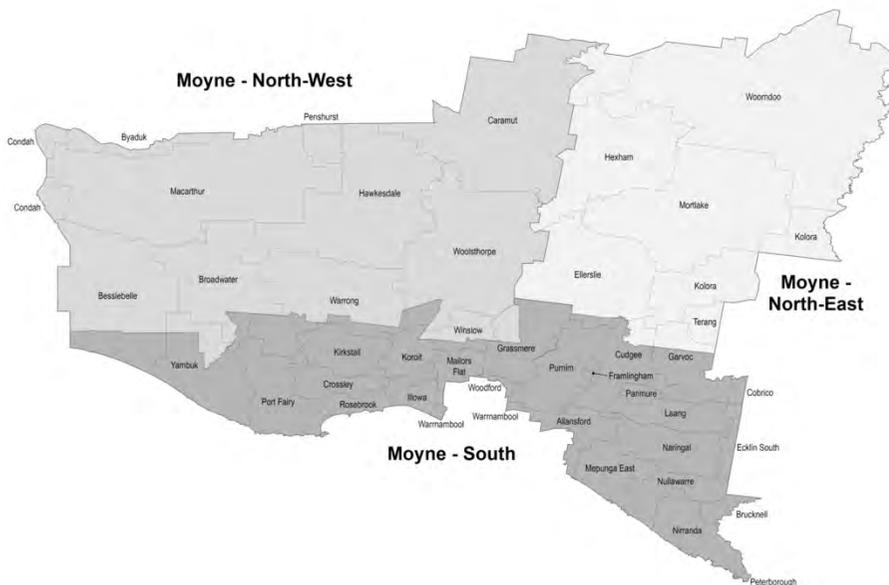 Moyne - North-West
Woorndoo
Caramut
Penshurst
Byaduk
Condah
Hexham
Macarthur
Hawkesdale
Mortlake
Condah
Kolora
Woolsthorpe
Ellerslie
Moyne -
North-East
Broadwater
Kolora
Bessiebelle
Warrong
Terang
Winslow
Grassmere
Kirkstall
Koroit
Mailors
Flat
Cudgee
Garvoc
Yambuk
Purnim
Framlingham
Crossley
Woodford
Panmure
Cobrico
Port Fairy
Rosebrook
Illowa
Laang
Warrnambool
Warrnambool
Allansford
Moyne - South
Naringal
Ecklin South
Mepunga East
Nullawarre
Brucknell
Nirranda
Peterborough